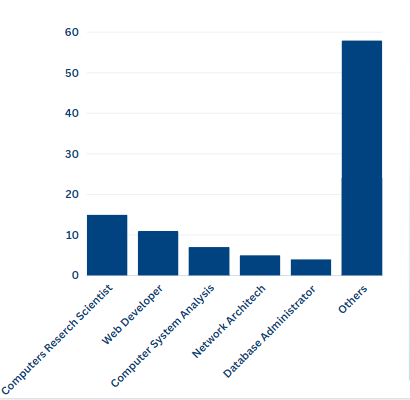 60
50
40
30
20
10
0
Computers Reserch Scientist
Web Developer
Computer System Analysis
Network Architech
Database Administrator
Others